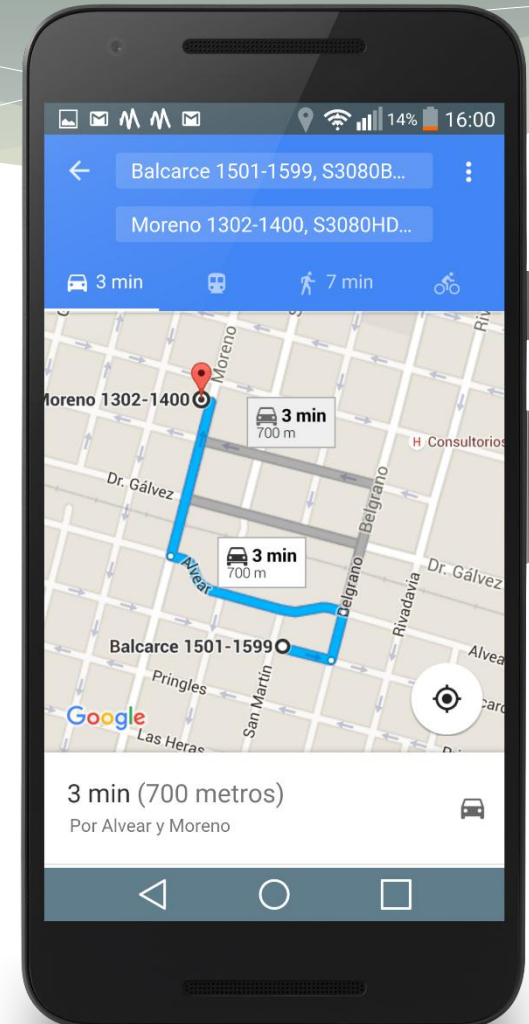 14% 16:00
Balcarce 1501-1599, S3080B...
Moreno 1302-1400, S3080HD...
3 min
7 min
Moreno
Riv
Moreno 1302-1400
3 min
700 m
H Consultorios
Belgrano
Dr. Gálvez
3 min
700 m
Alvear
Belgrano
Rivadavia
Dr. Gálvez
Balcarce 1501-1599
Alvea
Pringles
San Martín
Google
Las Heras
3 min (700 metros)
Por Alvear y Moreno